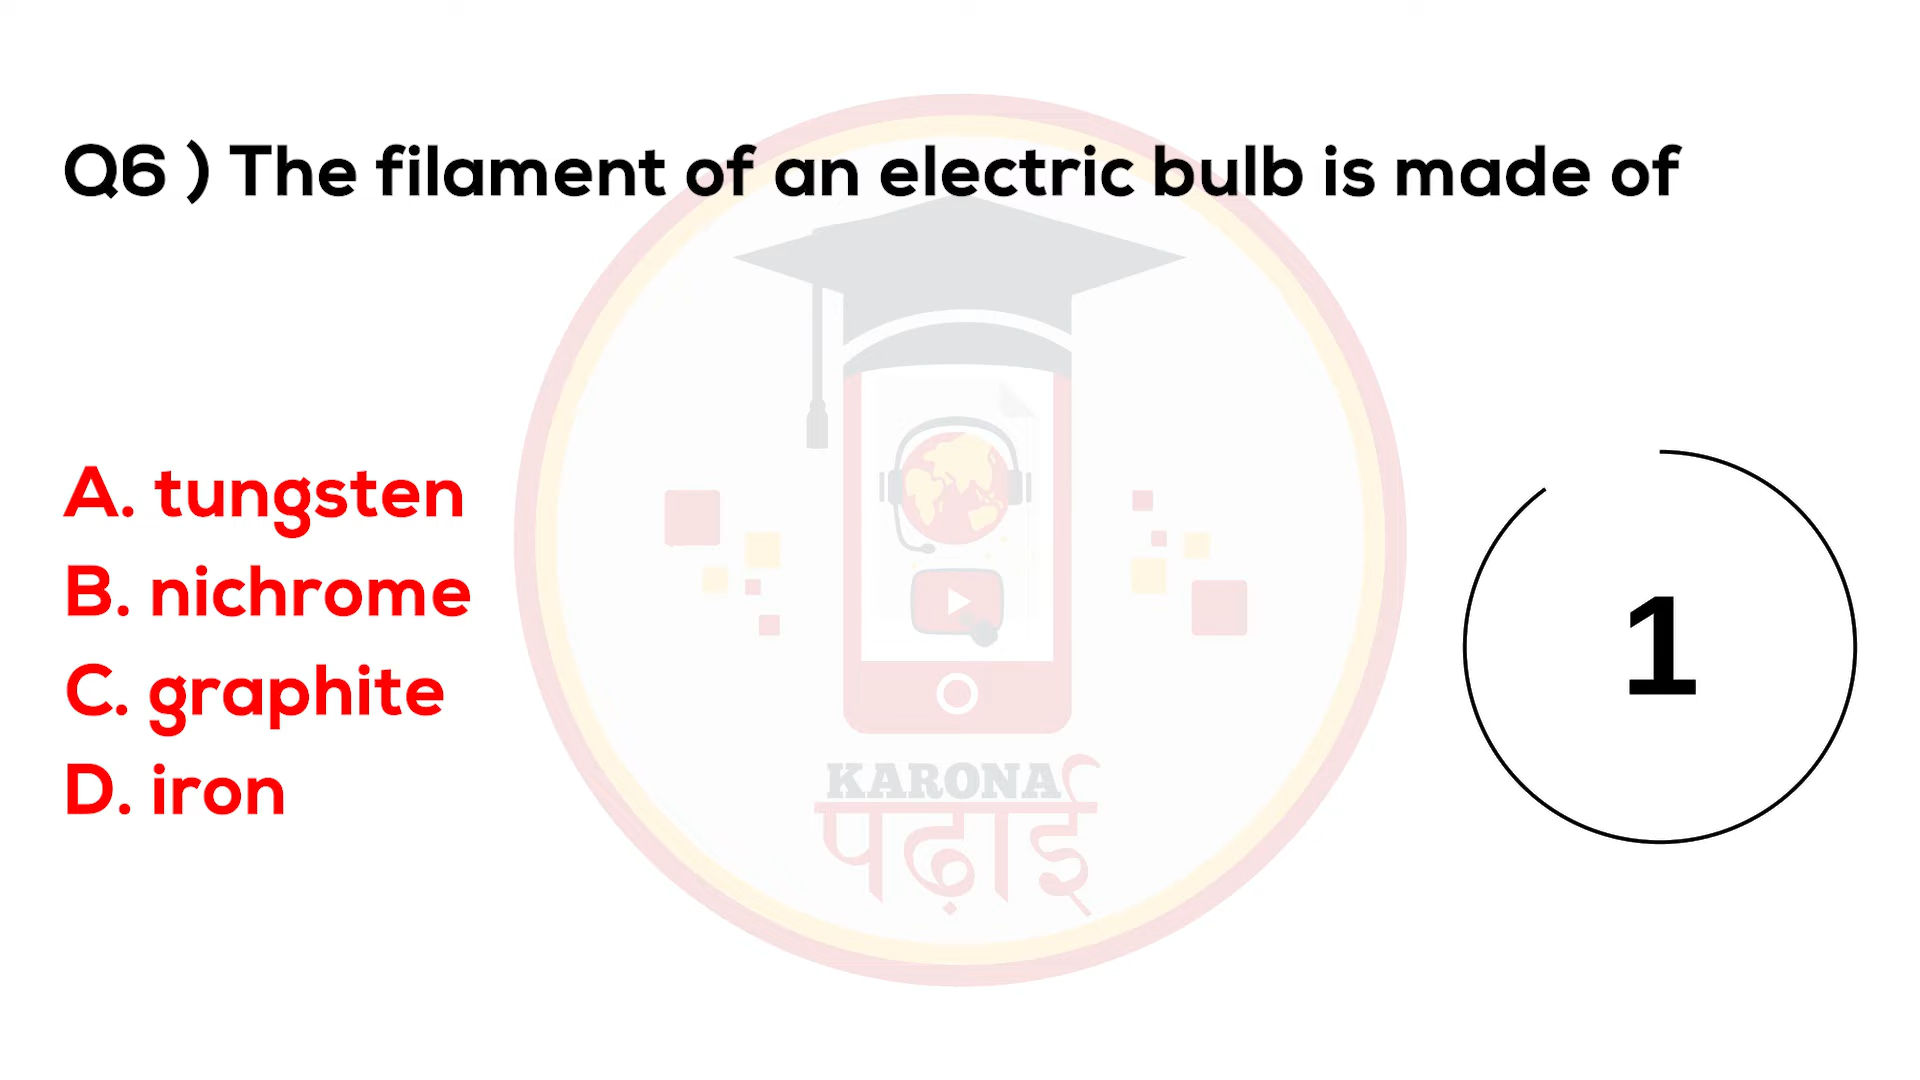 Q6 ) The filament of an electric bulb is made of
A. tungsten
B. nichrome
C. graphite
D. iron
1
KARONA
पढ़ाई